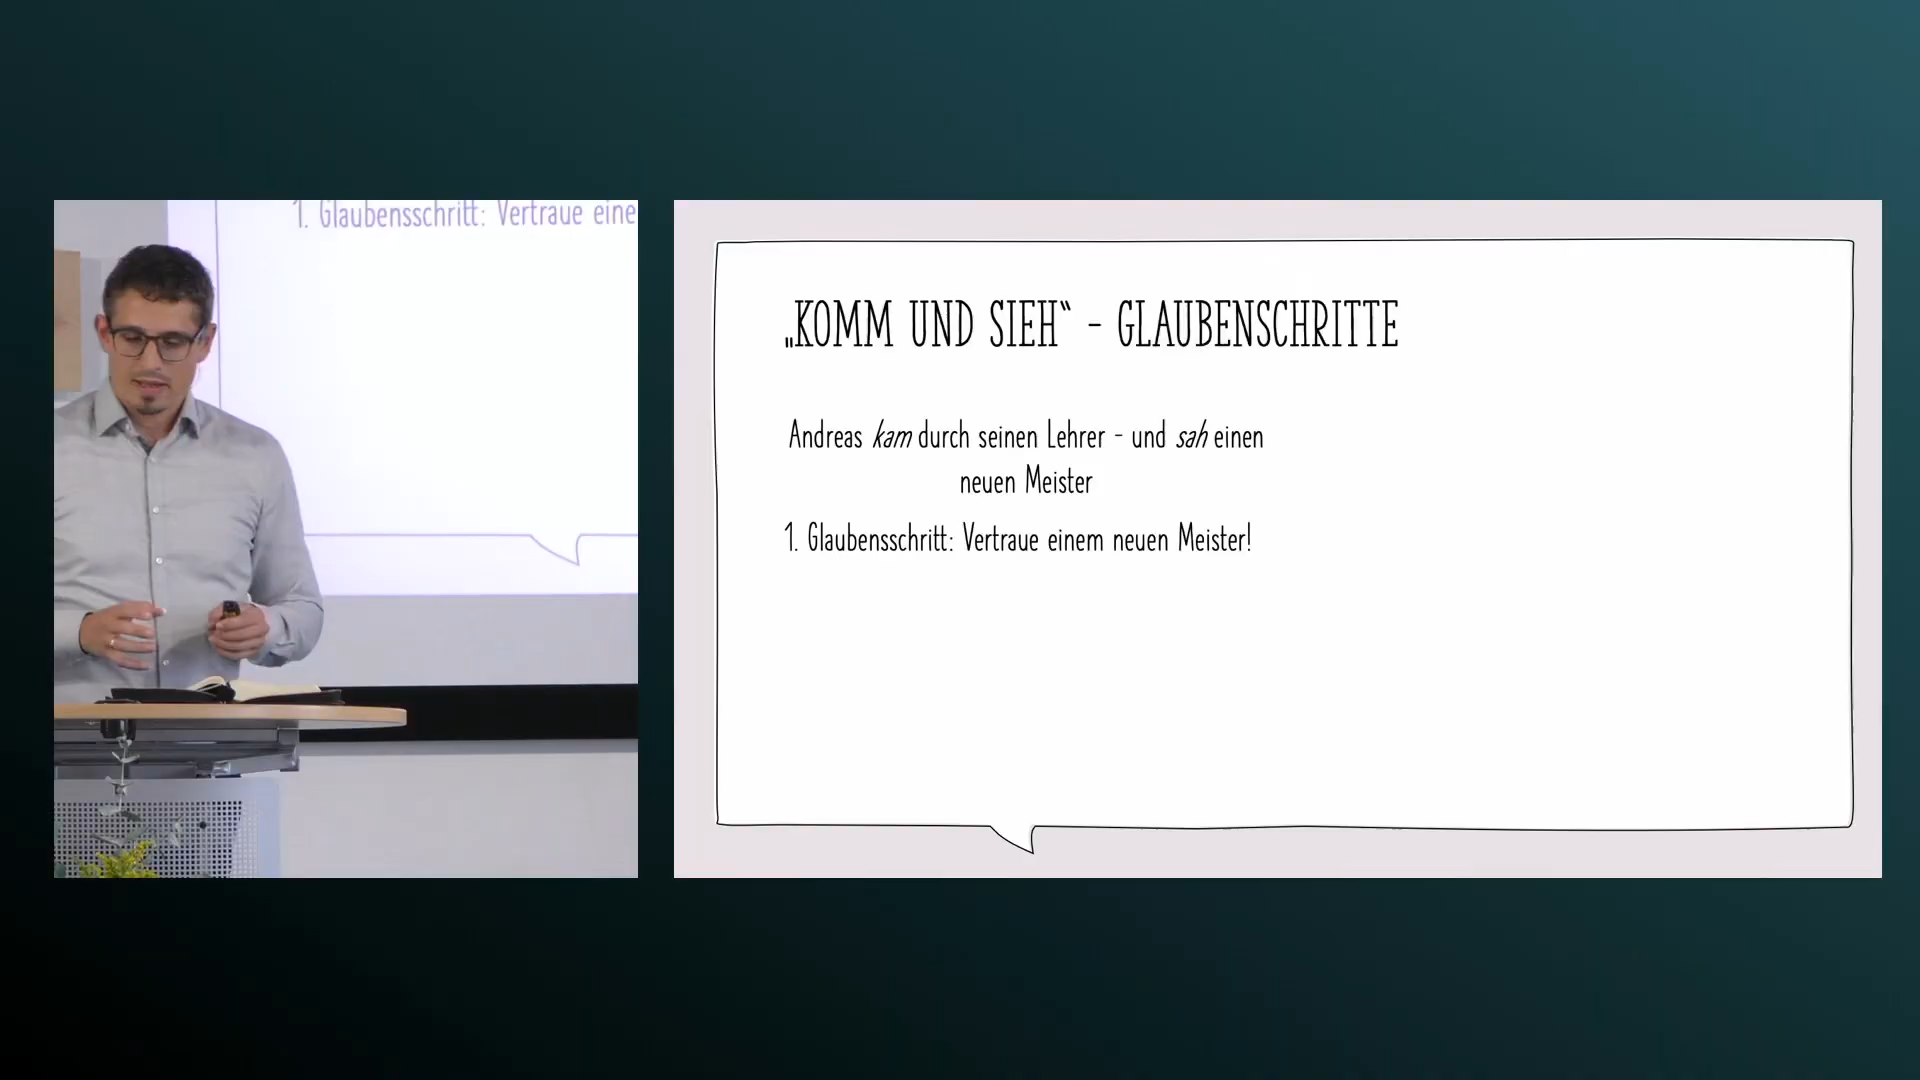 1. Glaubensschritt: Vertraue eine
„KOMM UND SIEH“ - GLAUBENSCHRITTE
Andreas kam durch seinen Lehrer - und sah einen
neuen Meister
1. Glaubensschritt: Vertraue einem neuen Meister!